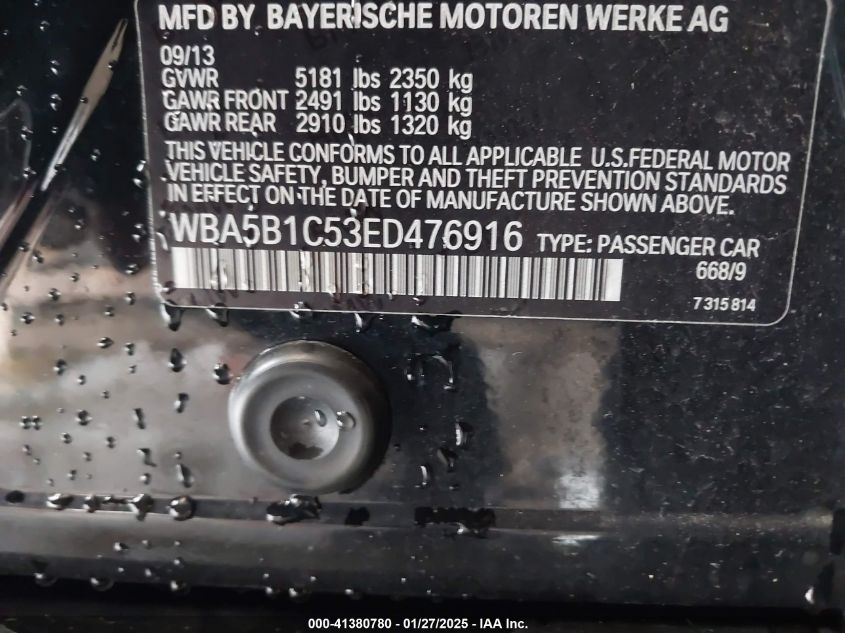 MFD BY BAYERISCHE MOTOREN WERKE AG
09/13
GVWR 5181 lbs 2350 kg
GAWR FRONT 2491 lbs 1130 kg
GAWR REAR 2910 lbs 1320 kg
THIS VEHICLE CONFORMS TO ALL APPLICABLE U.S.FEDERAL MOTOR
VEHICLE SAFETY, BUMPER AND THEFT PREVENTION STANDARDS
IN EFFECT ON THE DATE OF MANUFACTURE SHOWN ABOVE.
WBA5B1C53ED476916 TYPE: PASSENGER CAR
668/9
7 315 814
000-41380780 — 01/27/2025 — IAA Inc.